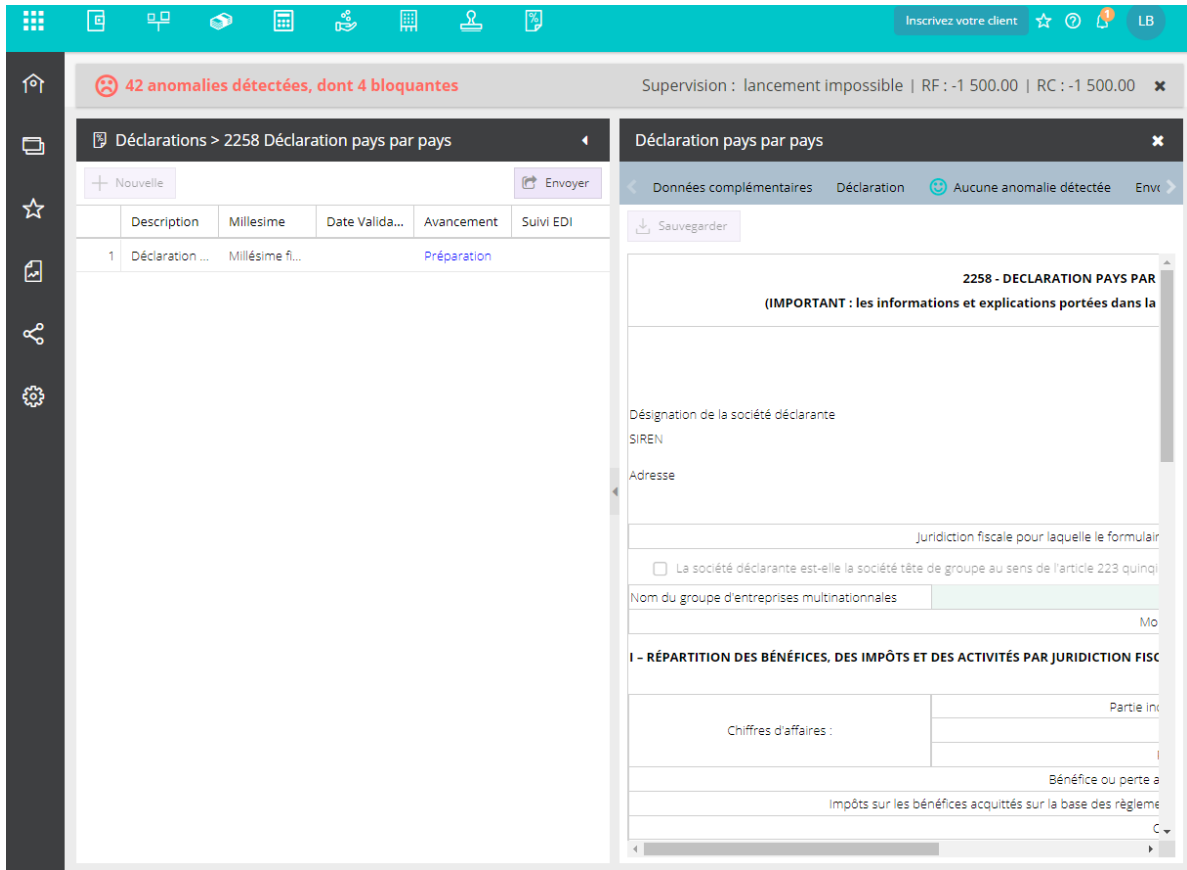 Inscrivez votre client
1
LB
42 anomalies détectées, dont 4 bloquantes
Supervision : lancement impossible | RF : -1 500.00 | RC : -1 500.00
Déclarations > 2258 Déclaration pays par pays
Nouvelle
Envoyer
Description Millesime Date Valida... Avancement Suivi EDI
1 Déclaration ... Millésime fi... Préparation
Déclaration pays par pays
Données complémentaires Déclaration Aucune anomalie détectée Envo
Sauvegarder
2258 - DECLARATION PAYS PAR
(IMPORTANT : les informations et explications portées dans la
Désignation de la société déclarante
SIREN
Adresse
Juridiction fiscale pour laquelle le formulair
La société déclarante est-elle la société tête de groupe au sens de l'article 223 quinqi
Nom du groupe d'entreprises multinationnales
Mo
I – RÉPARTITION DES BÉNÉFICES, DES IMPÔTS ET DES ACTIVITÉS PAR JURIDICTION FISC
Chiffres d'affaires :
Partie ind
Bénéfice ou perte a
Impôts sur les bénéfices acquittés sur la base des règleme